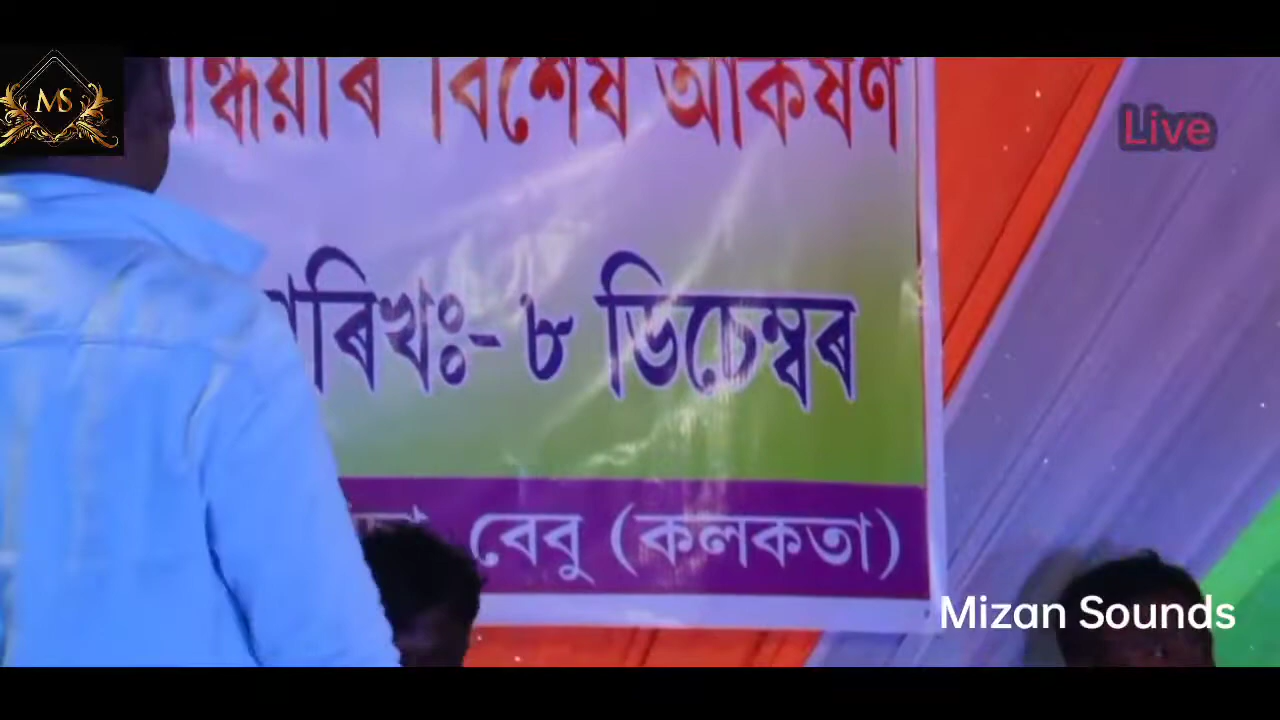 MS
Live
বিশেষ আকৰ্ষণ
৮ ডিচেম্বৰ
বেবু (কলকতা)
Mizan Sounds